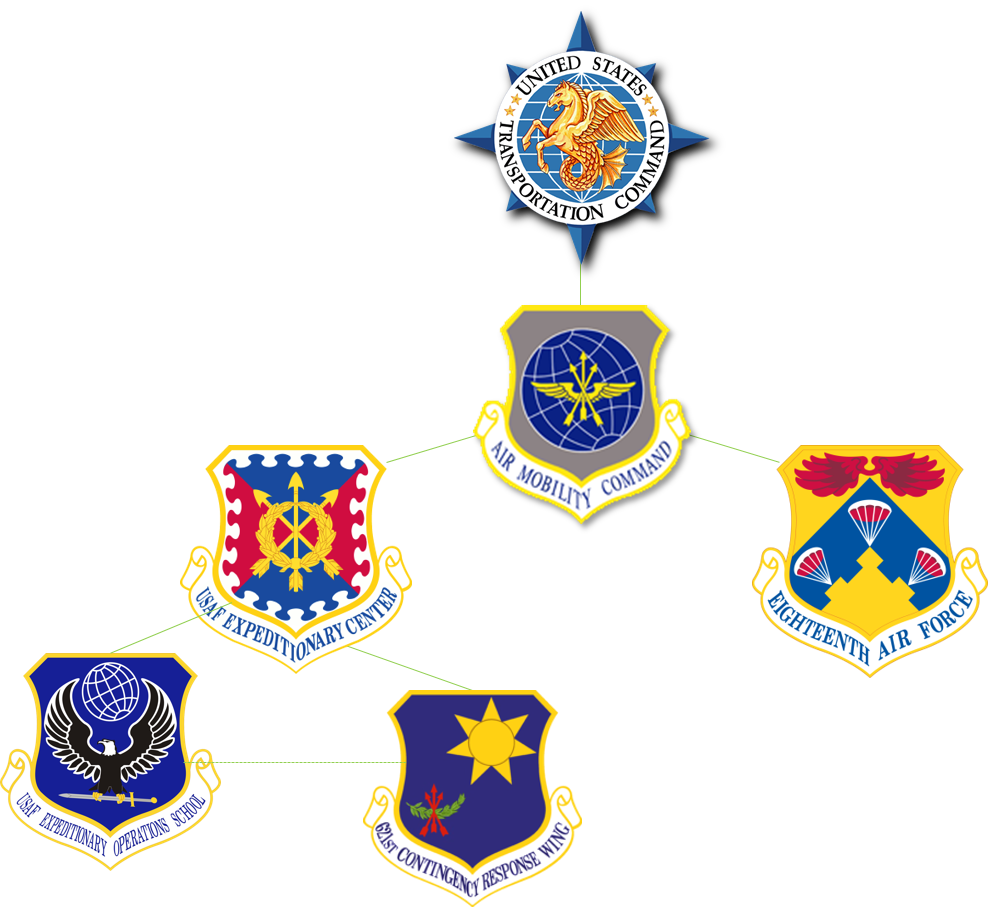 UNITED STATES
TRANSPORTATION COMMAND
AIR MOBILITY COMMAND
USAF EXPEDITIONARY CENTER
EIGHTEENTH AIR FORCE
USAF EXPEDITIONARY OPERATIONS SCHOOL
621ST CONTINGENCY RESPONSE WING